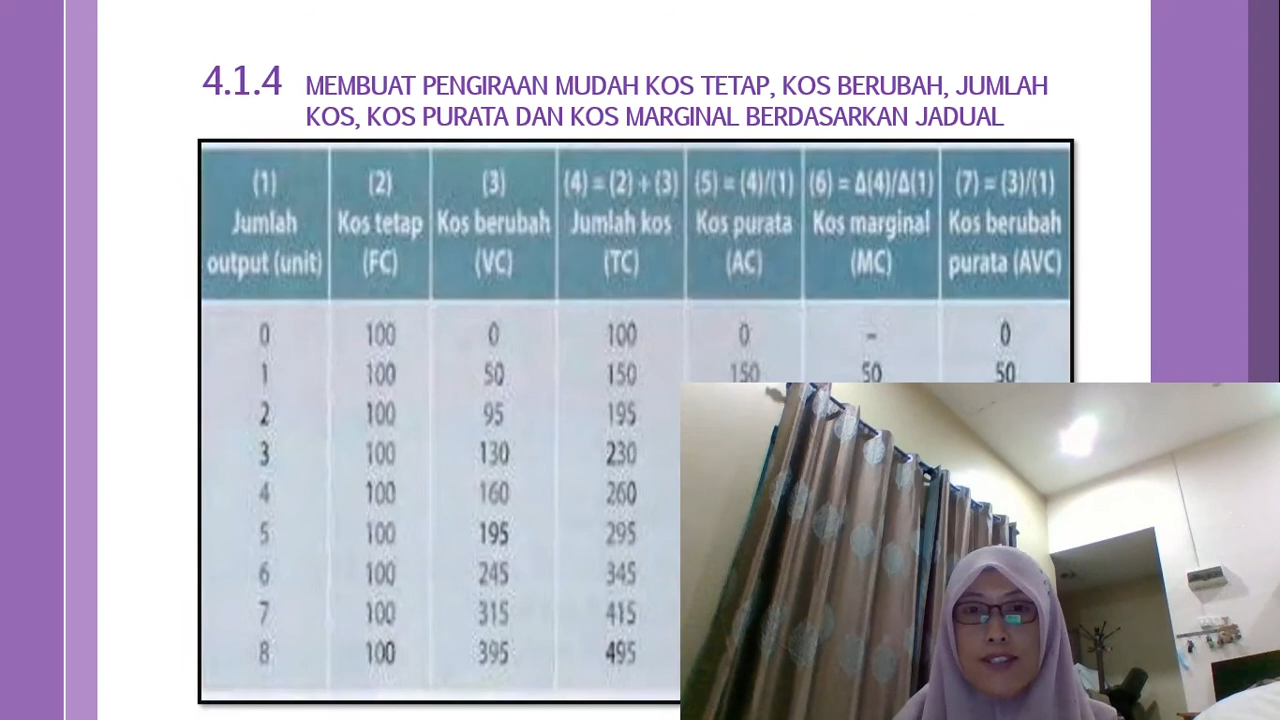 4.1.4 MEMBUAT PENGIRAAN MUDAH KOS TETAP, KOS BERUBAH, JUMLAH
KOS, KOS PURATA DAN KOS MARGINAL BERDASARKAN JADUAL
(1) (2) (3) (4) = (2) + (3) (5) = (4)/(1) (6) = Δ(4)/Δ(1) (7) = (3)/(1)
Jumlah Kos tetap Kos berubah Jumlah kos Kos purata Kos marginal Kos berubah
output (unit) (FC) (VC) (TC) (AC) (MC) purata (AVC)
0 100 0 100 0 – 0
1 100 50 150 150 50 50
2 100 95 195
3 100 130 230
4 100 160 260
5 100 195 295
6 100 245 345
7 100 315 415
8 100 395 495